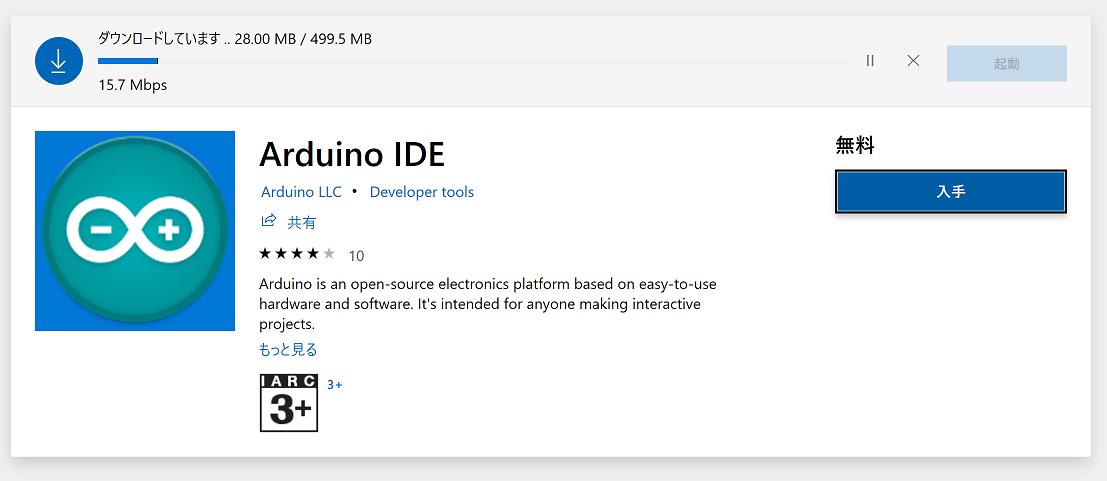 ダウンロードしています .. 28.00 MB / 499.5 MB
15.7 Mbps
起動
Arduino IDE
Arduino LLC • Developer tools
共有
10
Arduino is an open-source electronics platform based on easy-to-use
hardware and software. It's intended for anyone making interactive
projects.
もっと見る
IARC
3+
3+
無料
入手